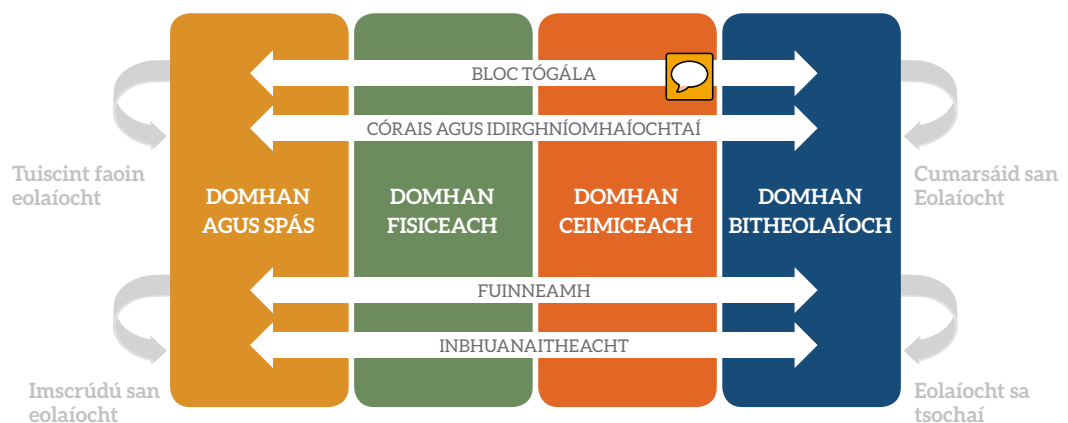 BLOC TÓGÁLA
CÓRAIS AGUS IDIRGHNÍOMHAÍOCHTAÍ
Tuiscint faoin
eolaíocht
DOMHAN
AGUS SPÁS
DOMHAN
FISICEACH
DOMHAN
CEIMICEACH
DOMHAN
BITHEOLAÍOCH
Cumarsáid san
Eolaíocht
FUINNEAMH
INBHUANAITHEACHT
Imscrúdú san
eolaíocht
Eolaíocht sa
tsochaí